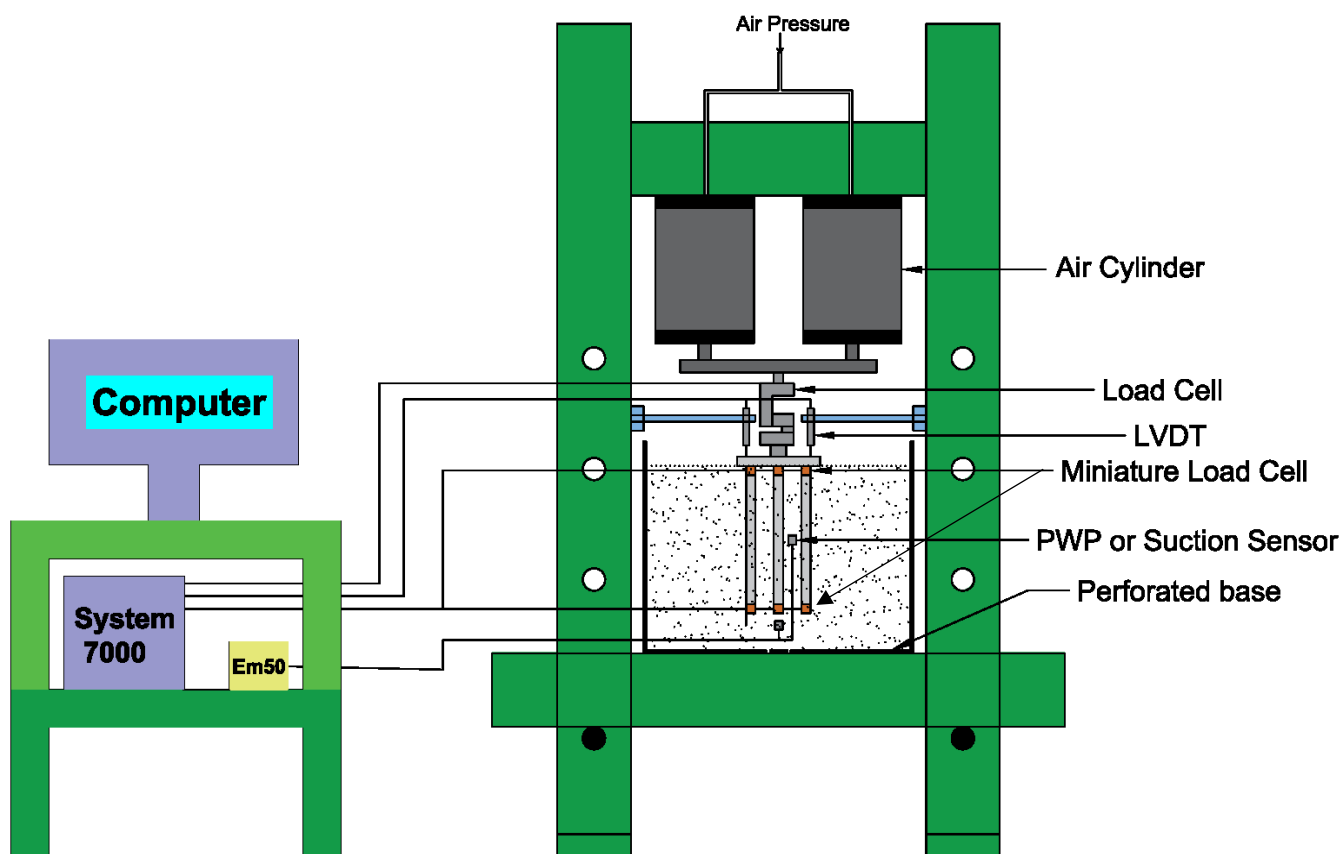 Air Pressure
Air Cylinder
Load Cell
LVDT
Miniature Load Cell
PWP or Suction Sensor
Perforated base
Computer
System
7000
Em50